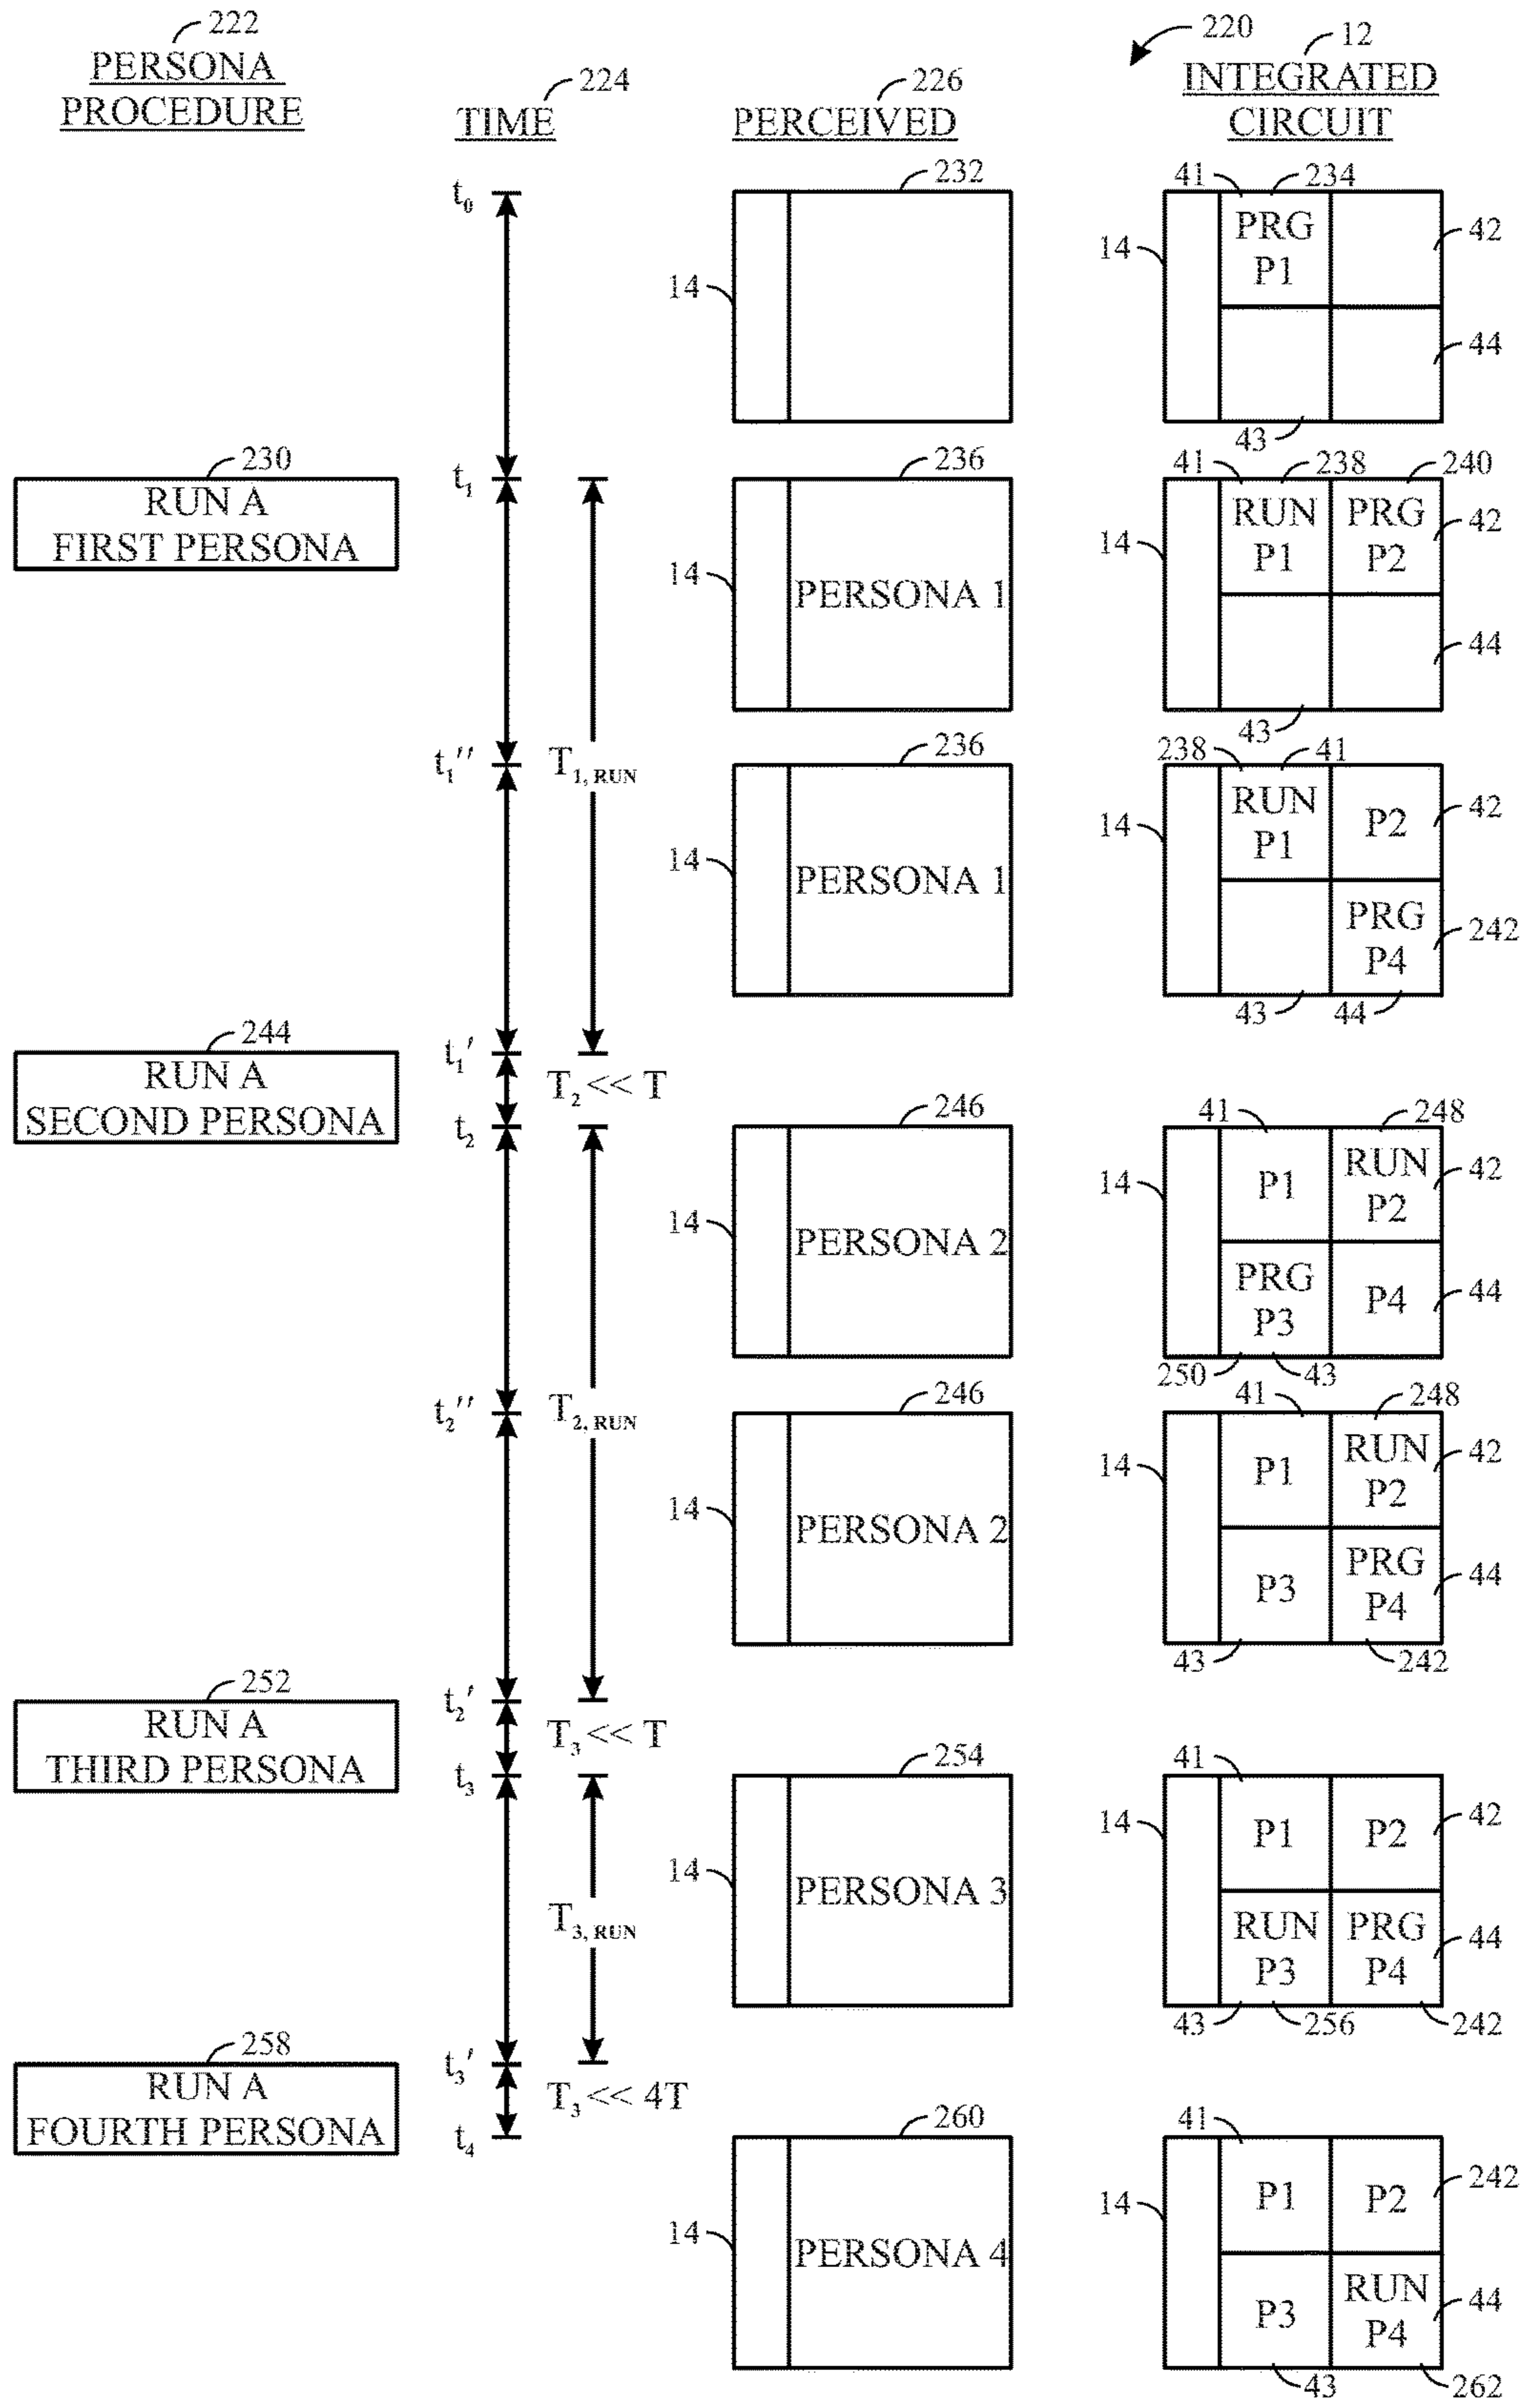 222
PERSONA
PROCEDURE
224
TIME
226
PERCEIVED
220
12
INTEGRATED
CIRCUIT
t0
232
14
41
234
PRG
P1
14
42
44
43
230
RUN A
FIRST PERSONA
t1
236
14
PERSONA 1
41
238
240
RUN
P1
PRG
P2
14
42
44
43
t1''
T1, RUN
236
14
PERSONA 1
238
41
RUN
P1
P2
42
14
PRG
P4
242
43
44
244
RUN A
SECOND PERSONA
t1'
T2 << T
t2
246
14
PERSONA 2
41
248
P1
RUN
P2
42
14
PRG
P3
P4
44
250
43
t2''
T2, RUN
246
14
PERSONA 2
41
248
P1
RUN
P2
42
14
P3
PRG
P4
44
43
242
252
RUN A
THIRD PERSONA
t2'
T3 << T
t3
T3, RUN
254
14
PERSONA 3
41
P1
P2
42
14
RUN
P3
PRG
P4
44
43
256
242
258
RUN A
FOURTH PERSONA
t3'
T3 << 4T
t4
260
14
PERSONA 4
41
P1
P2
242
14
P3
RUN
P4
44
43
262